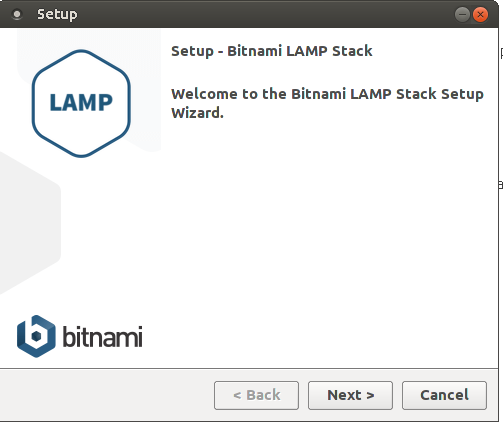 Setup
Setup - Bitnami LAMP Stack
LAMP
Welcome to the Bitnami LAMP Stack Setup
Wizard.
bitnami
< Back
Next >
Cancel